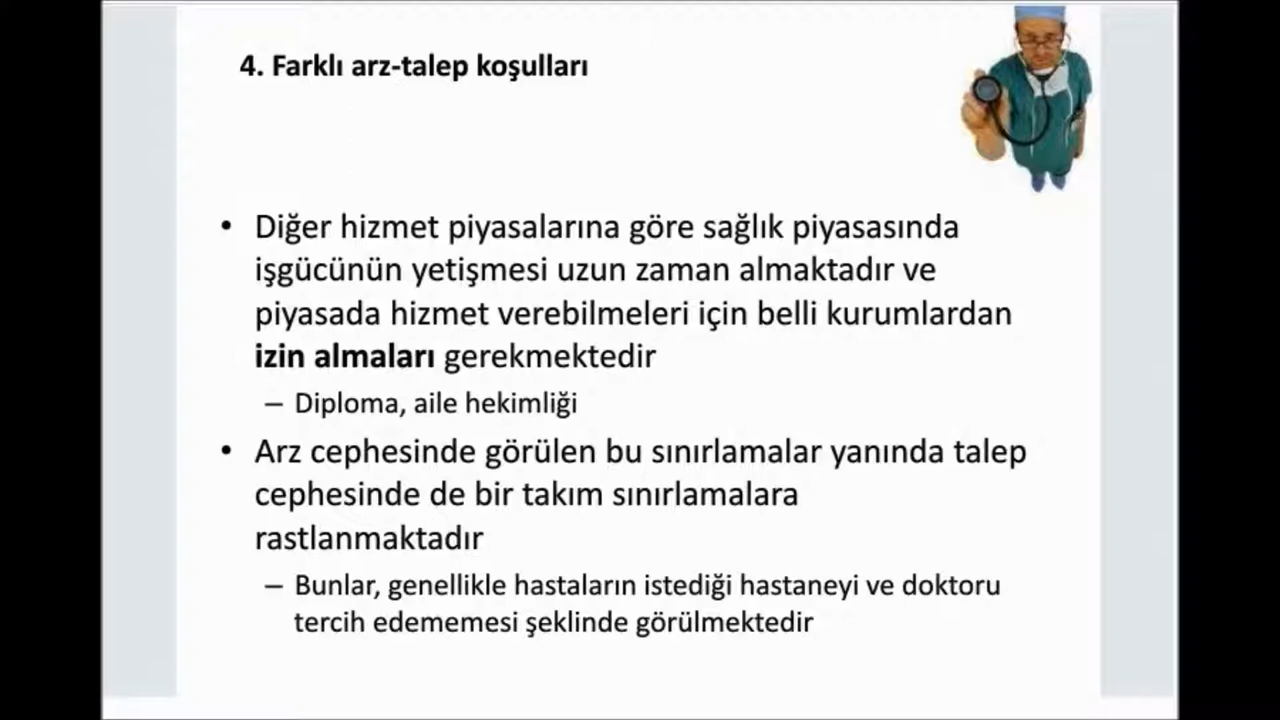 4. Farklı arz-talep koşulları
• Diğer hizmet piyasalarına göre sağlık piyasasında
işgücünün yetişmesi uzun zaman almaktadır ve
piyasada hizmet verebilmeleri için belli kurumlardan
izin almaları gerekmektedir
– Diploma, aile hekimliği
• Arz cephesinde görülen bu sınırlamalar yanında talep
cephesinde de bir takım sınırlamalara
rastlanmaktadır
– Bunlar, genellikle hastaların istediği hastaneyi ve doktoru
tercih edememesi şeklinde görülmektedir